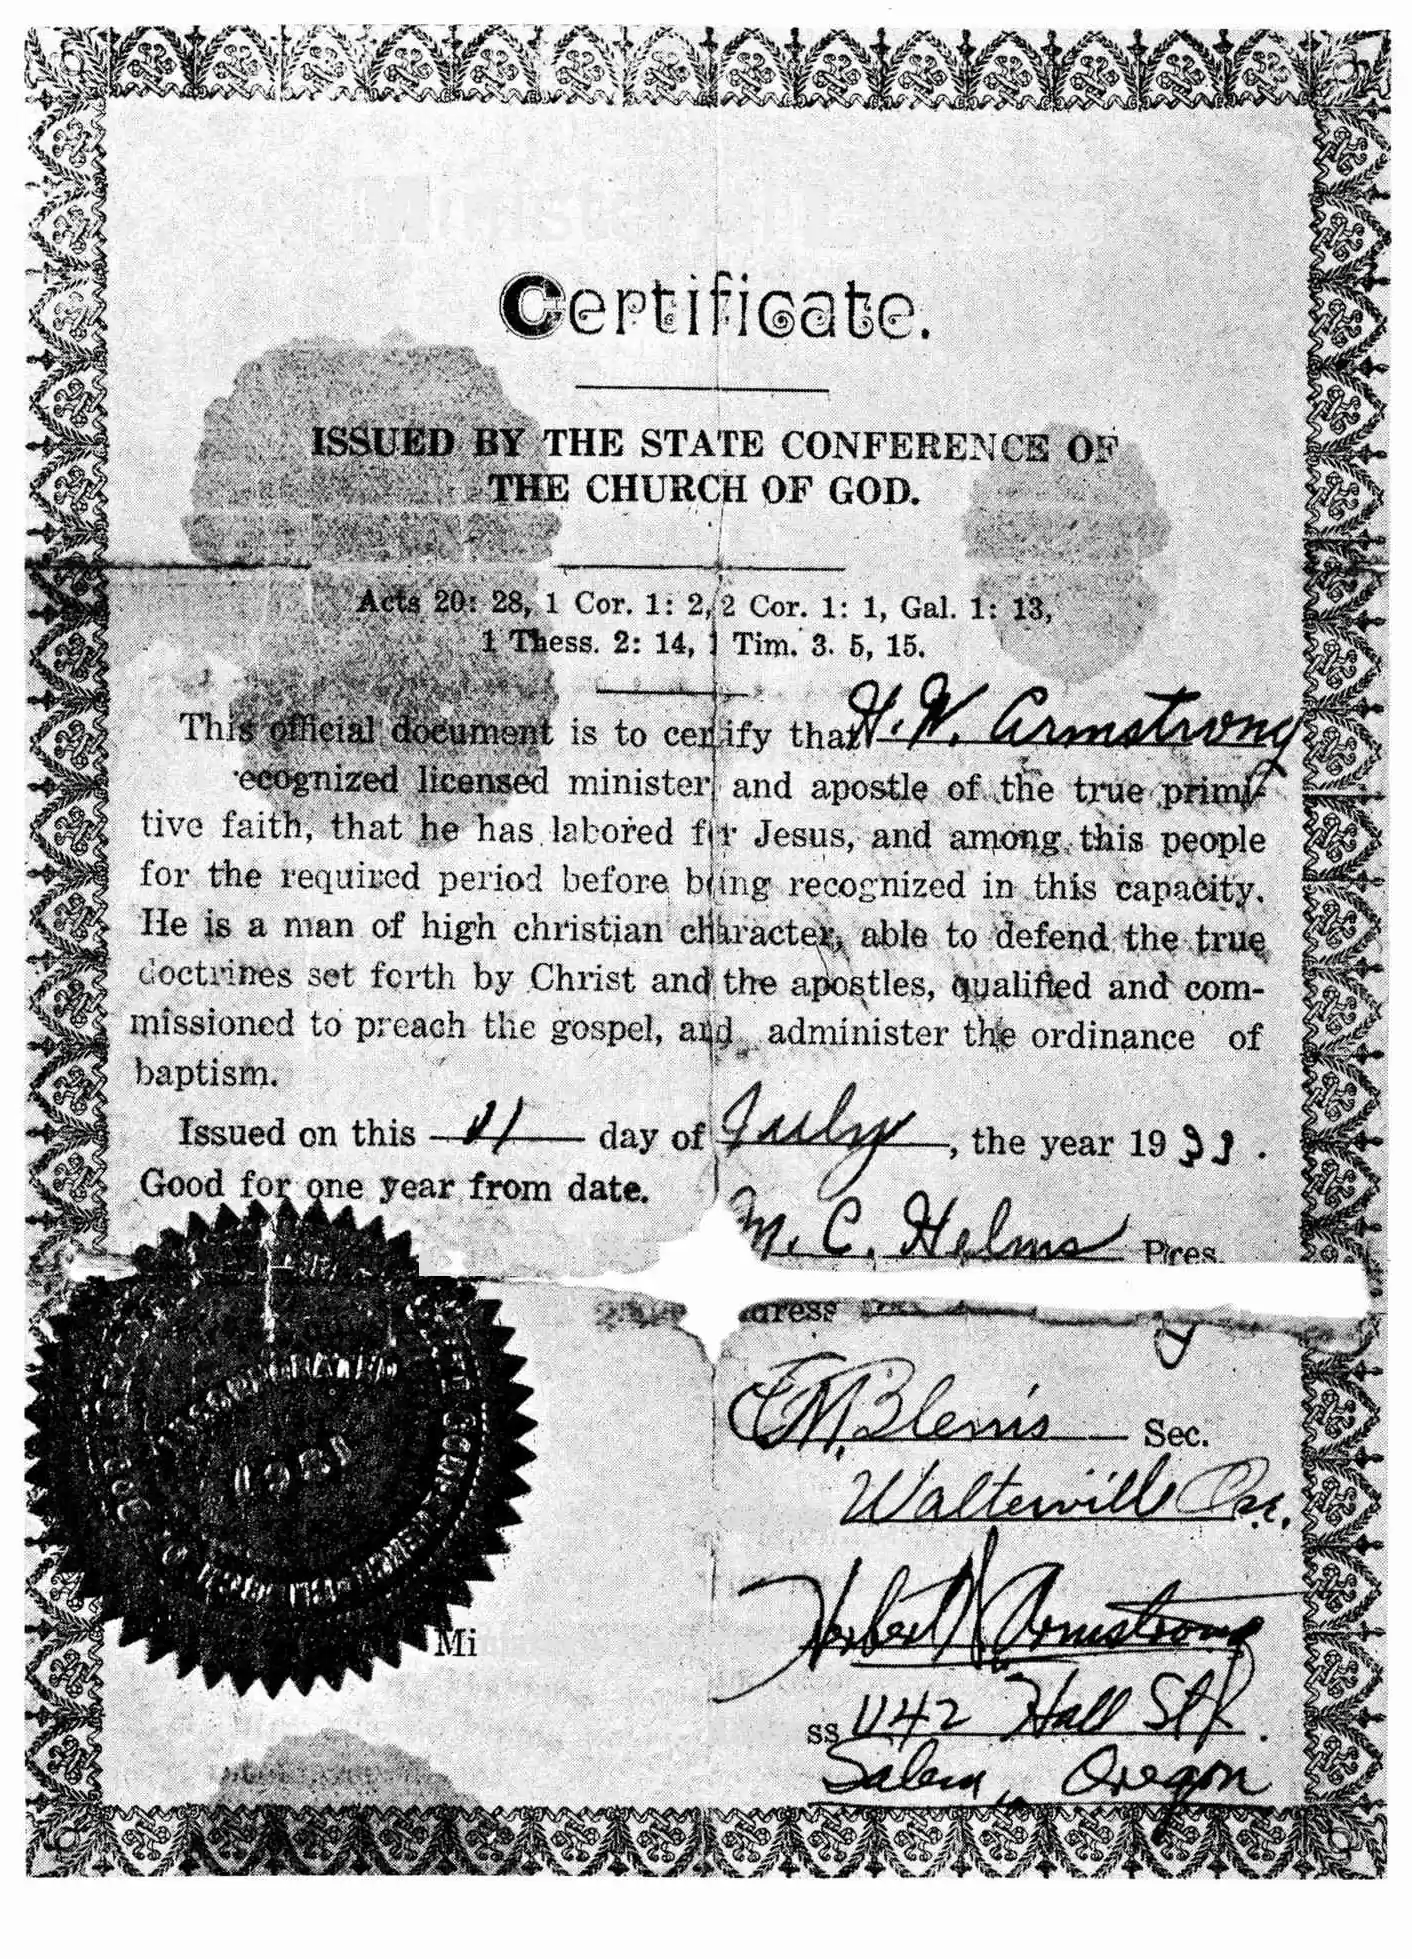 Certificate.
ISSUED BY THE STATE CONFERENCE OF
THE CHURCH OF GOD.
Acts 20: 28, 1 Cor. 1: 2, 2 Cor. 1: 1, Gal. 1: 13,
1 Thess. 2: 14, 1 Tim. 3. 5, 15.
This official document is to certify that H. W. Armstrong
ecognized licensed minister and apostle of the true primi-
tive faith, that he has labored for Jesus, and among this people
for the required period before being recognized in this capacity.
He is a man of high christian character, able to defend the true
doctrines set forth by Christ and the apostles, qualified and com-
missioned to preach the gospel, and administer the ordinance of
baptism.
Issued on this day of July, the year 1933.
Good for one year from date.
M. C. Helms Pres.
dress
Sec.
Walterville Ore.
Mi Herbert W. Armstrong
ss 1142 Hall St.
Salem, Oregon